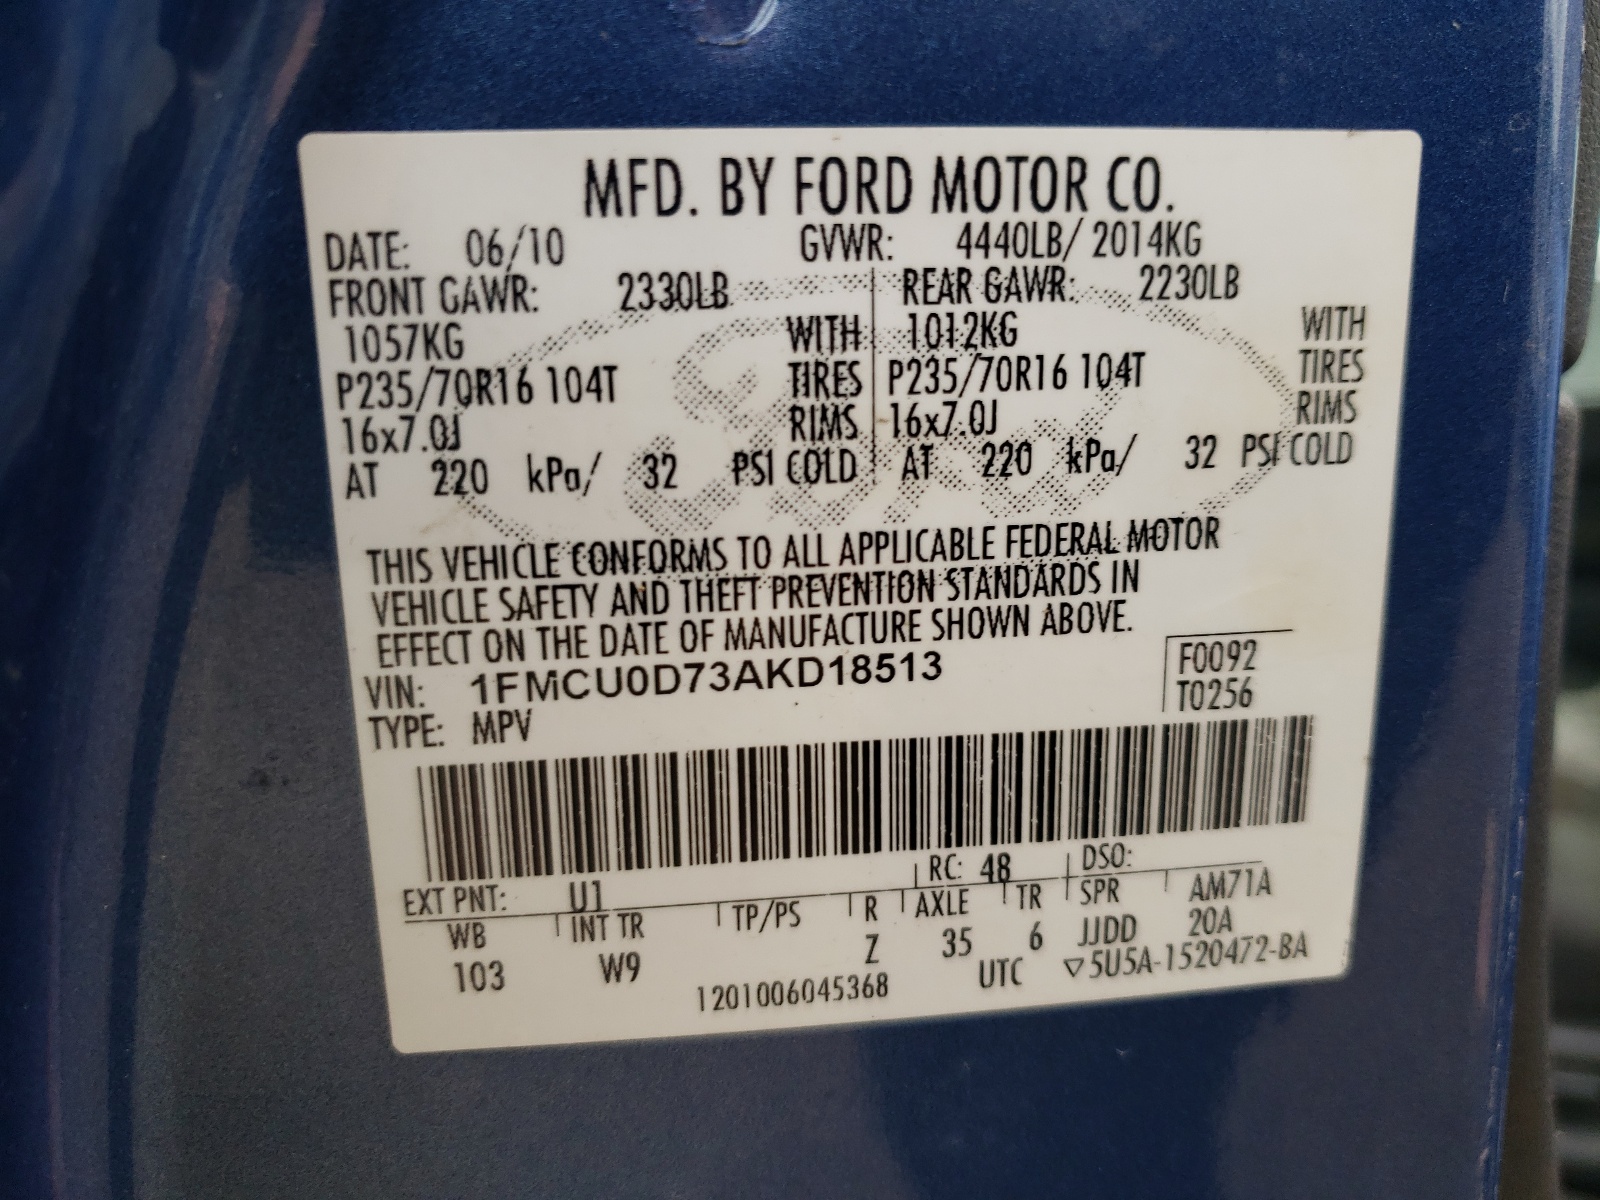 MFD. BY FORD MOTOR CO.
DATE: 06/10 GVWR: 4440LB/ 2014KG
FRONT GAWR: 2330LB REAR GAWR: 2230LB
1057KG WITH 1012KG WITH
P235/70R16 104T TIRES P235/70R16 104T TIRES
16x7.0J RIMS 16x7.0J RIMS
AT 220 kPa/ 32 PSI COLD AT 220 kPa/ 32 PSI COLD
THIS VEHICLE CONFORMS TO ALL APPLICABLE FEDERAL MOTOR
VEHICLE SAFETY AND THEFT PREVENTION STANDARDS IN
EFFECT ON THE DATE OF MANUFACTURE SHOWN ABOVE.
VIN: 1FMCU0D73AKD18513 F0092
TYPE: MPV T0256
EXT PNT: U1 RC: 48 DSO:
WB INT TR TP/PS R AXLE TR SPR AM71A
103 W9 Z 35 6 JJDD 20A
1201006045368 UTC ▽5U5A-1520472-BA